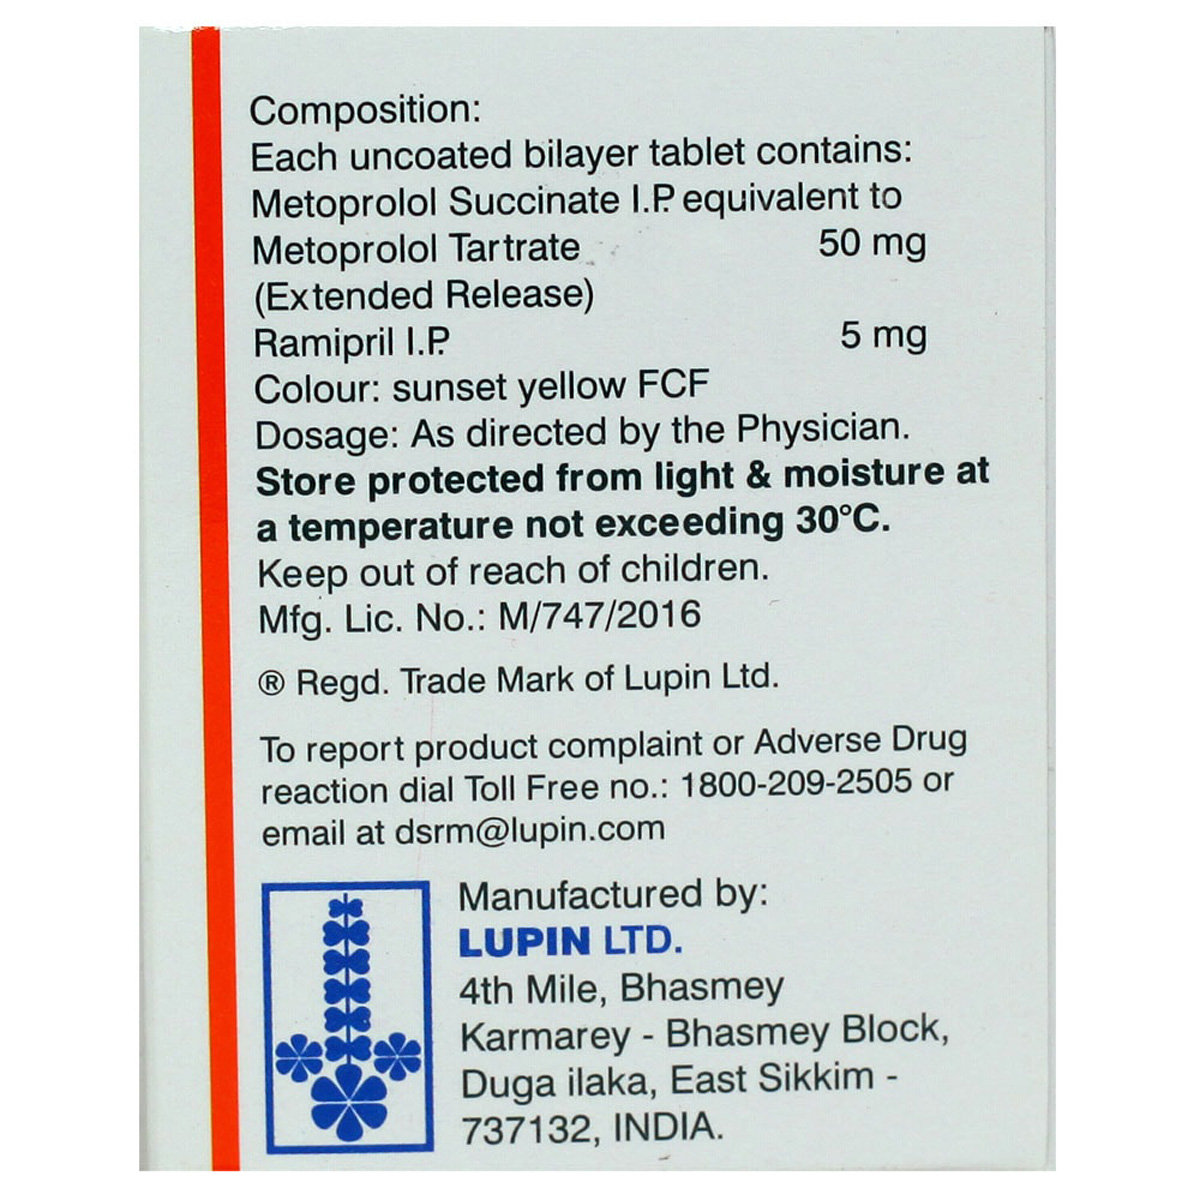 Composition:
Each uncoated bilayer tablet contains:
Metoprolol Succinate I.P. equivalent to
Metoprolol Tartrate 50 mg
(Extended Release)
Ramipril I.P. 5 mg
Colour: sunset yellow FCF
Dosage: As directed by the Physician.
Store protected from light & moisture at
a temperature not exceeding 30°C.
Keep out of reach of children.
Mfg. Lic. No.: M/747/2016
® Regd. Trade Mark of Lupin Ltd.
To report product complaint or Adverse Drug
reaction dial Toll Free no.: 1800-209-2505 or
email at dsrm@lupin.com
Manufactured by:
LUPIN LTD.
4th Mile, Bhasmey
Karmarey - Bhasmey Block,
Duga ilaka, East Sikkim -
737132, INDIA.